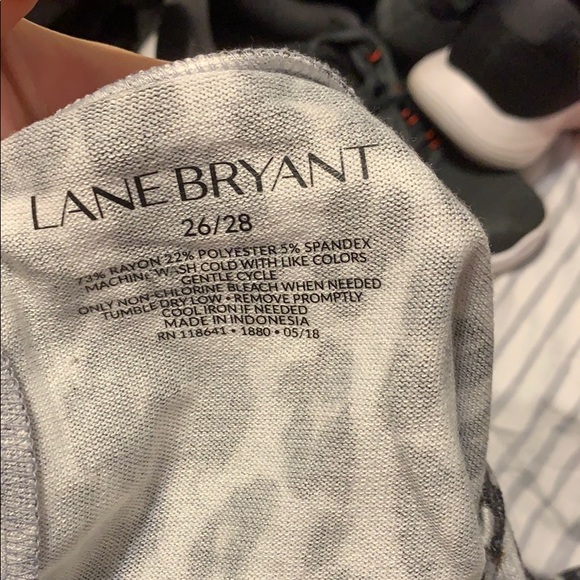 LANE BRYANT
26/28
73% RAYON 22% POLYESTER 5% SPANDEX
MACHINE WASH COLD WITH LIKE COLORS
GENTLE CYCLE
ONLY NON-CHLORINE BLEACH WHEN NEEDED
TUMBLE DRY LOW • REMOVE PROMPTLY
COOL IRON IF NEEDED
MADE IN INDONESIA
RN 118641 • 1880 • 05/18